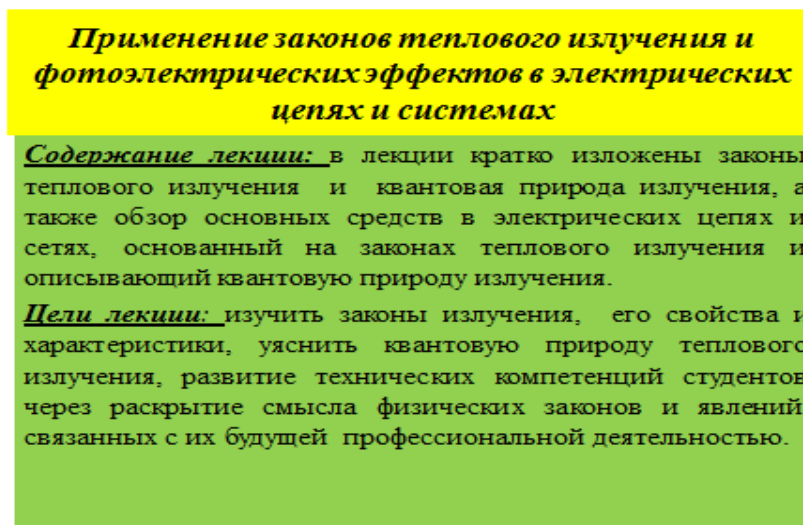 Применение законов теплового излучения и
фотоэлектрических эффектов в электрических
цепях и системах
Содержание лекции: в лекции кратко изложены законы
теплового излучения и квантовая природа излучения, а
также обзор основных средств в электрических цепях и
сетях, основанный на законах теплового излучения и
описывающий квантовую природу излучения.
Цели лекции: изучить законы излучения, его свойства и
характеристики, уяснить квантовую природу теплового
излучения, развитие технических компетенций студентов
через раскрытие смысла физических законов и явлений
связанных с их будущей профессиональной деятельностью.